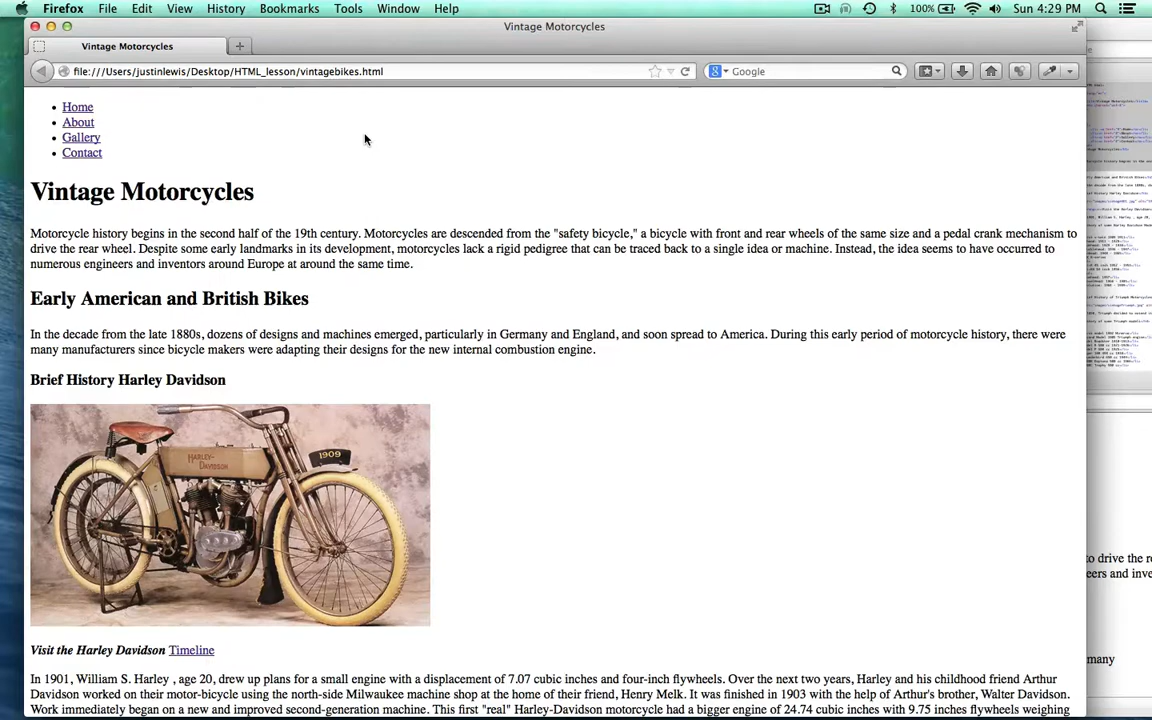 Firefox File Edit View History Bookmarks Tools Window Help 100% Sun 4:29 PM
Vintage Motorcycles
Vintage Motorcycles
file:///Users/justinlewis/Desktop/HTML_lesson/vintagebikes.html Google
Home
About
Gallery
Contact
Vintage Motorcycles
Motorcycle history begins in the second half of the 19th century. Motorcycles are descended from the "safety bicycle," a bicycle with front and rear wheels of the same size and a pedal crank mechanism to
drive the rear wheel. Despite some early landmarks in its development, motorcycles lack a rigid pedigree that can be traced back to a single idea or machine. Instead, the idea seems to have occurred to
numerous engineers and inventors around Europe at around the same time.
Early American and British Bikes
In the decade from the late 1880s, dozens of designs and machines emerged, particularly in Germany and England, and soon spread to America. During this early period of motorcycle history, there were
many manufacturers since bicycle makers were adapting their designs for the new internal combustion engine.
Brief History Harley Davidson
1909
HARLEY-
DAVIDSON
to drive the r
eers and inve
Visit the Harley Davidson Timeline
many
In 1901, William S. Harley , age 20, drew up plans for a small engine with a displacement of 7.07 cubic inches and four-inch flywheels. Over the next two years, Harley and his childhood friend Arthur
Davidson worked on their motor-bicycle using the north-side Milwaukee machine shop at the home of their friend, Henry Melk. It was finished in 1903 with the help of Arthur's brother, Walter Davidson.
Work immediately began on a new and improved second-generation machine. This first "real" Harley-Davidson motorcycle had a bigger engine of 24.74 cubic inches with 9.75 inches flywheels weighing